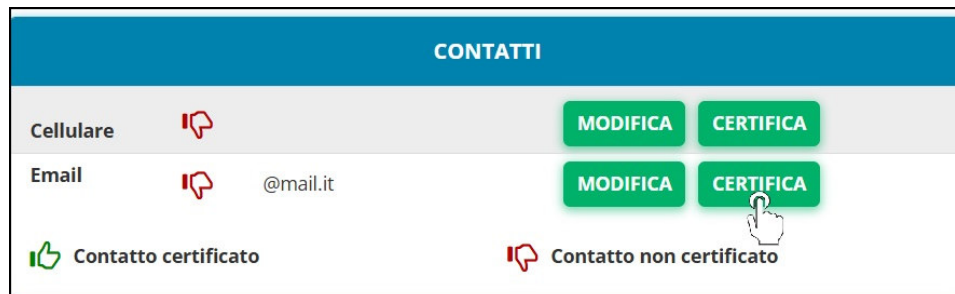 CONTATTI
Cellulare MODIFICA CERTIFICA
Email @mail.it MODIFICA CERTIFICA
Contatto certificato Contatto non certificato